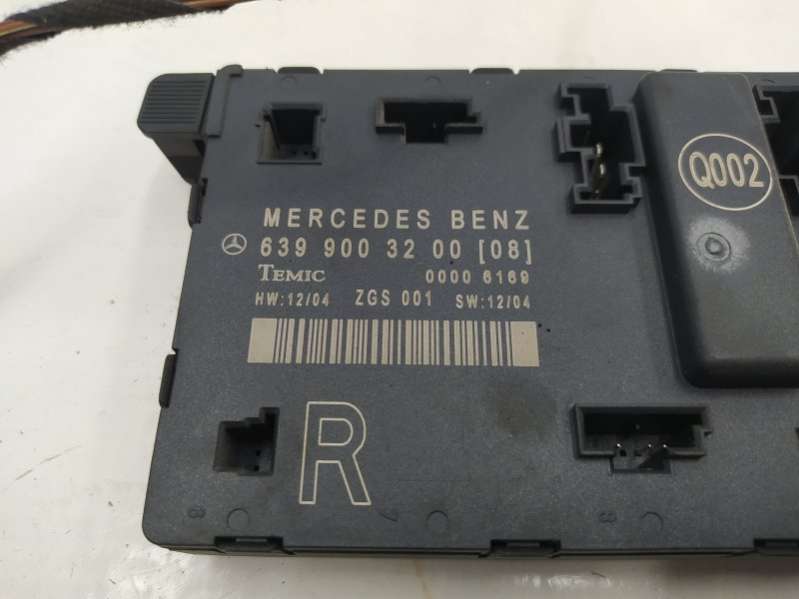 Q002
MERCEDES BENZ
639 900 32 00 [08]
TEMIC 0000 6169
HW:12/04 ZGS 001 SW:12/04
R